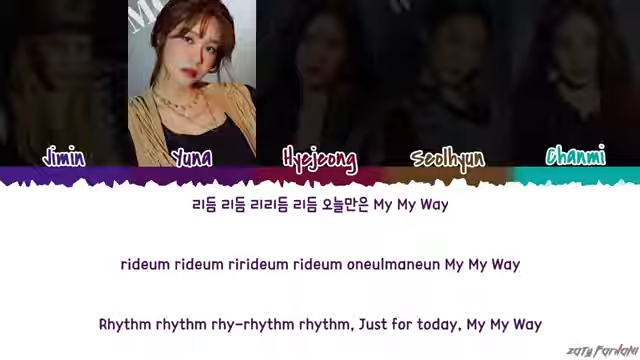 Jimin Yuna Hyejeong Seolhyun Chanmi
리듬 리듬 리리듬 리듬 오늘만은 My My Way
rideum rideum ririderum rideum oneulmaneun My My Way
Rhythm rhythm rhy-rhythm rhythm, Just for today, My My Way